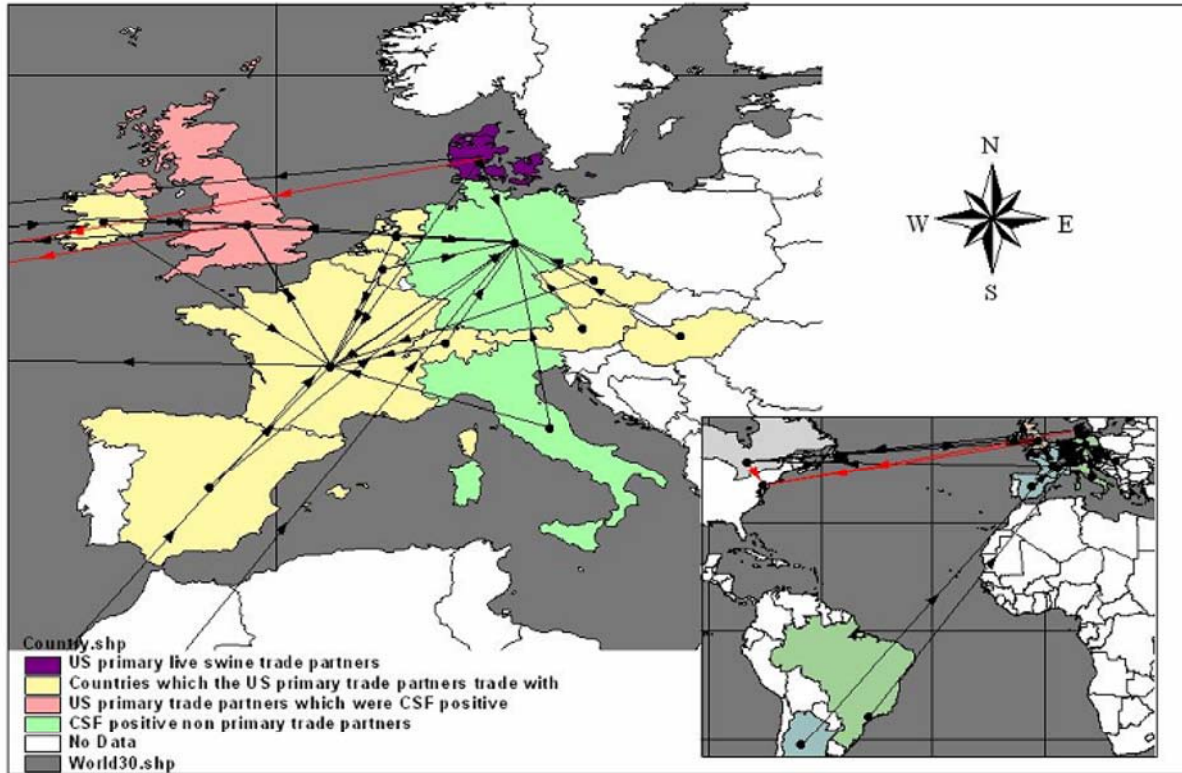 N
W E
S
Country.shp
US primary live swine trade partners
Countries which the US primary trade partners trade with
US primary trade partners which were CSF positive
CSF positive non primary trade partners
No Data
World30.shp